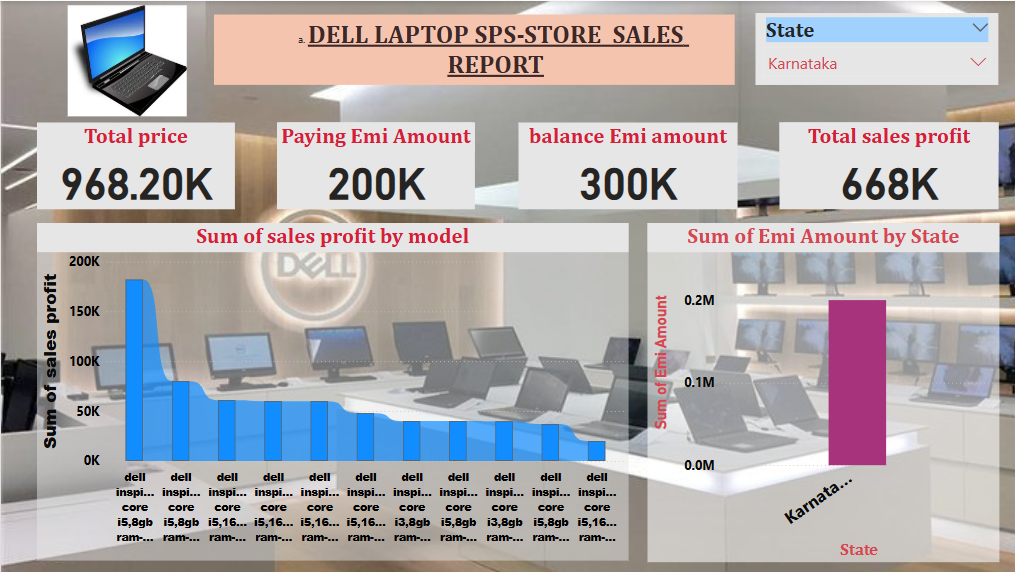 a. DELL LAPTOP SPS-STORE SALES
REPORT
State
Karnataka
Total price
968.20K
Paying Emi Amount
200K
balance Emi amount
300K
Total sales profit
668K
Sum of sales profit by model
Sum of sales profit
200K
150K
100K
50K
0K
DELL
dell
inspi...
core
i5,8gb
ram-...
dell
inspi...
core
i5,8gb
ram-...
dell
inspi...
core
i5,16...
ram-...
dell
inspi...
core
i5,16...
ram-...
dell
inspi...
core
i5,16...
ram-...
dell
inspi...
core
i5,16...
ram-...
dell
inspi...
core
i3,8gb
ram-...
dell
inspi...
core
i5,8gb
ram-...
dell
inspi...
core
i3,8gb
ram-...
dell
inspi...
core
i5,8gb
ram-...
dell
inspi...
core
i5,16...
ram-...
Sum of Emi Amount by State
Sum of Emi Amount
0.2M
0.1M
0.0M
Karnata...
State